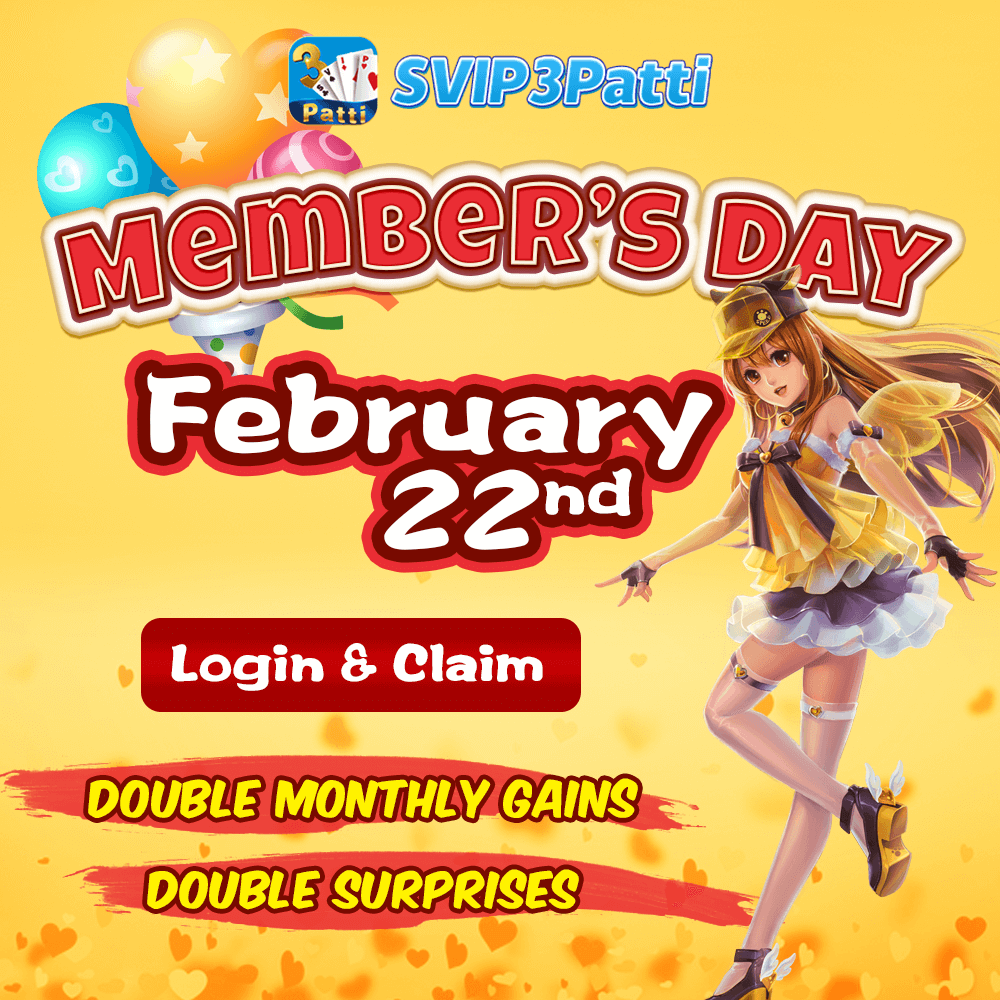 3
Patti
SVIP3Patti
MEMBER'S DAY
February
22nd
Login & Claim
DOUBLE MONTHLY GAINS
DOUBLE SURPRISES